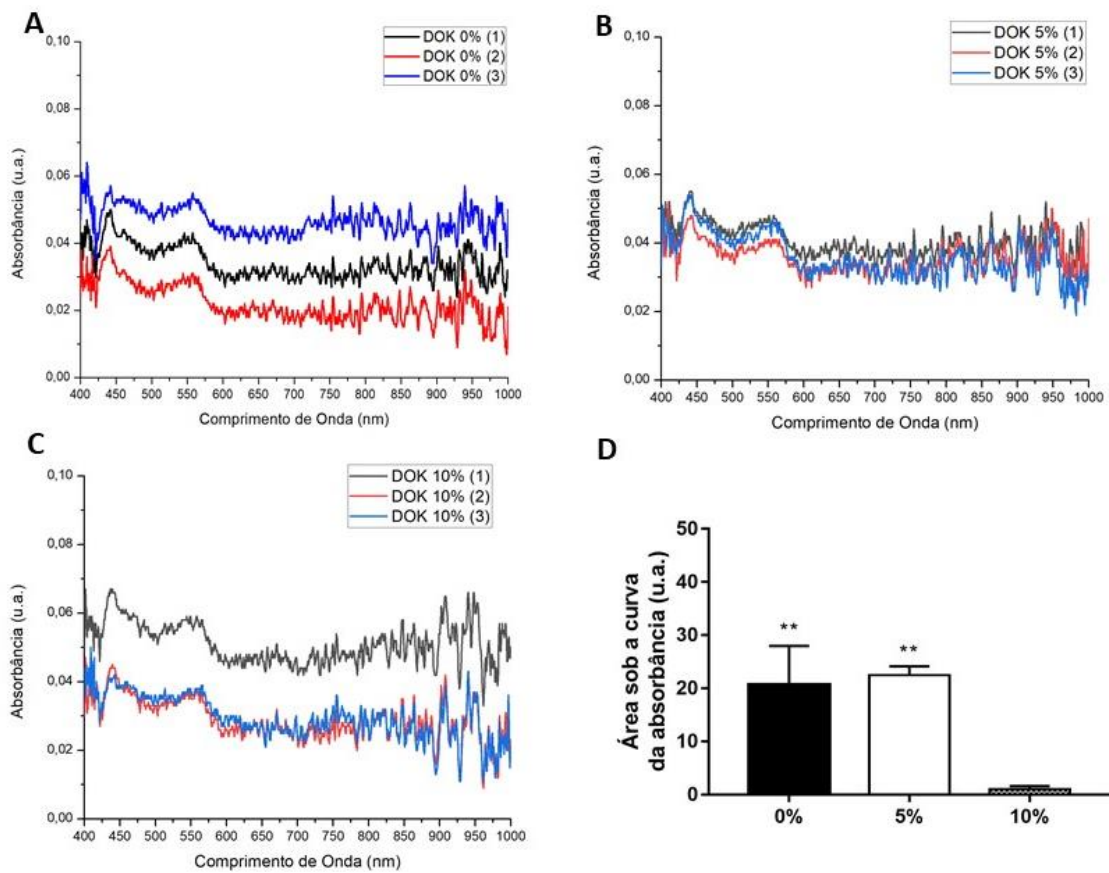 A
DOK 0% (1)
DOK 0% (2)
DOK 0% (3)
0,10
0,08
0,06
0,04
0,02
0,00
Absorbância (u.a.)
400 450 500 550 600 650 700 750 800 850 900 950 1000
Comprimento de Onda (nm)
B
DOK 5% (1)
DOK 5% (2)
DOK 5% (3)
0,10
0,08
0,06
0,04
0,02
0,00
Absorbância (u.a.)
400 450 500 550 600 650 700 750 800 850 900 950 1000
Comprimento de Onda (nm)
C
DOK 10% (1)
DOK 10% (2)
DOK 10% (3)
0,10
0,08
0,06
0,04
0,02
0,00
Absorbância (u.a.)
400 450 500 550 600 650 700 750 800 850 900 950 1000
Comprimento de Onda (nm)
D
50
40
30
20
10
0
Área sob a curva
da absorbância (u.a.)
**
**
0% 5% 10%